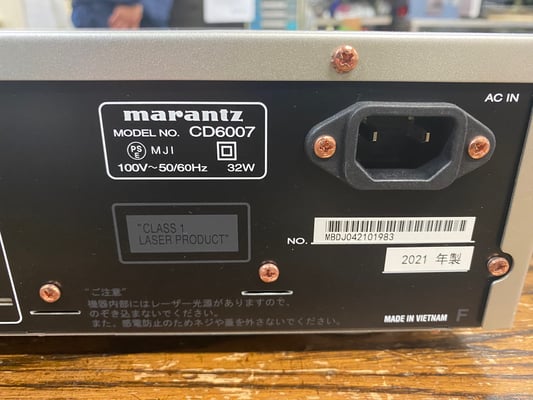 marantz
MODEL NO. CD6007
PS
E MJI
100V~50/60Hz 32W
AC IN
"CLASS 1
LASER PRODUCT"
NO. MBDJ042101983
2021 年製
"ご注意"
機器内部にはレーザー光源がありますので、
のぞき込まないでください。
また、感電防止のためネジや蓋を外さないでください。
MADE IN VIETNAM F